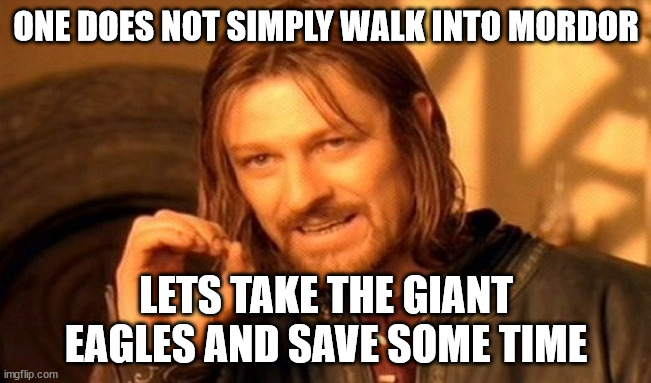 ONE DOES NOT SIMPLY WALK INTO MORDOR
LETS TAKE THE GIANT
EAGLES AND SAVE SOME TIME
imgflip.com